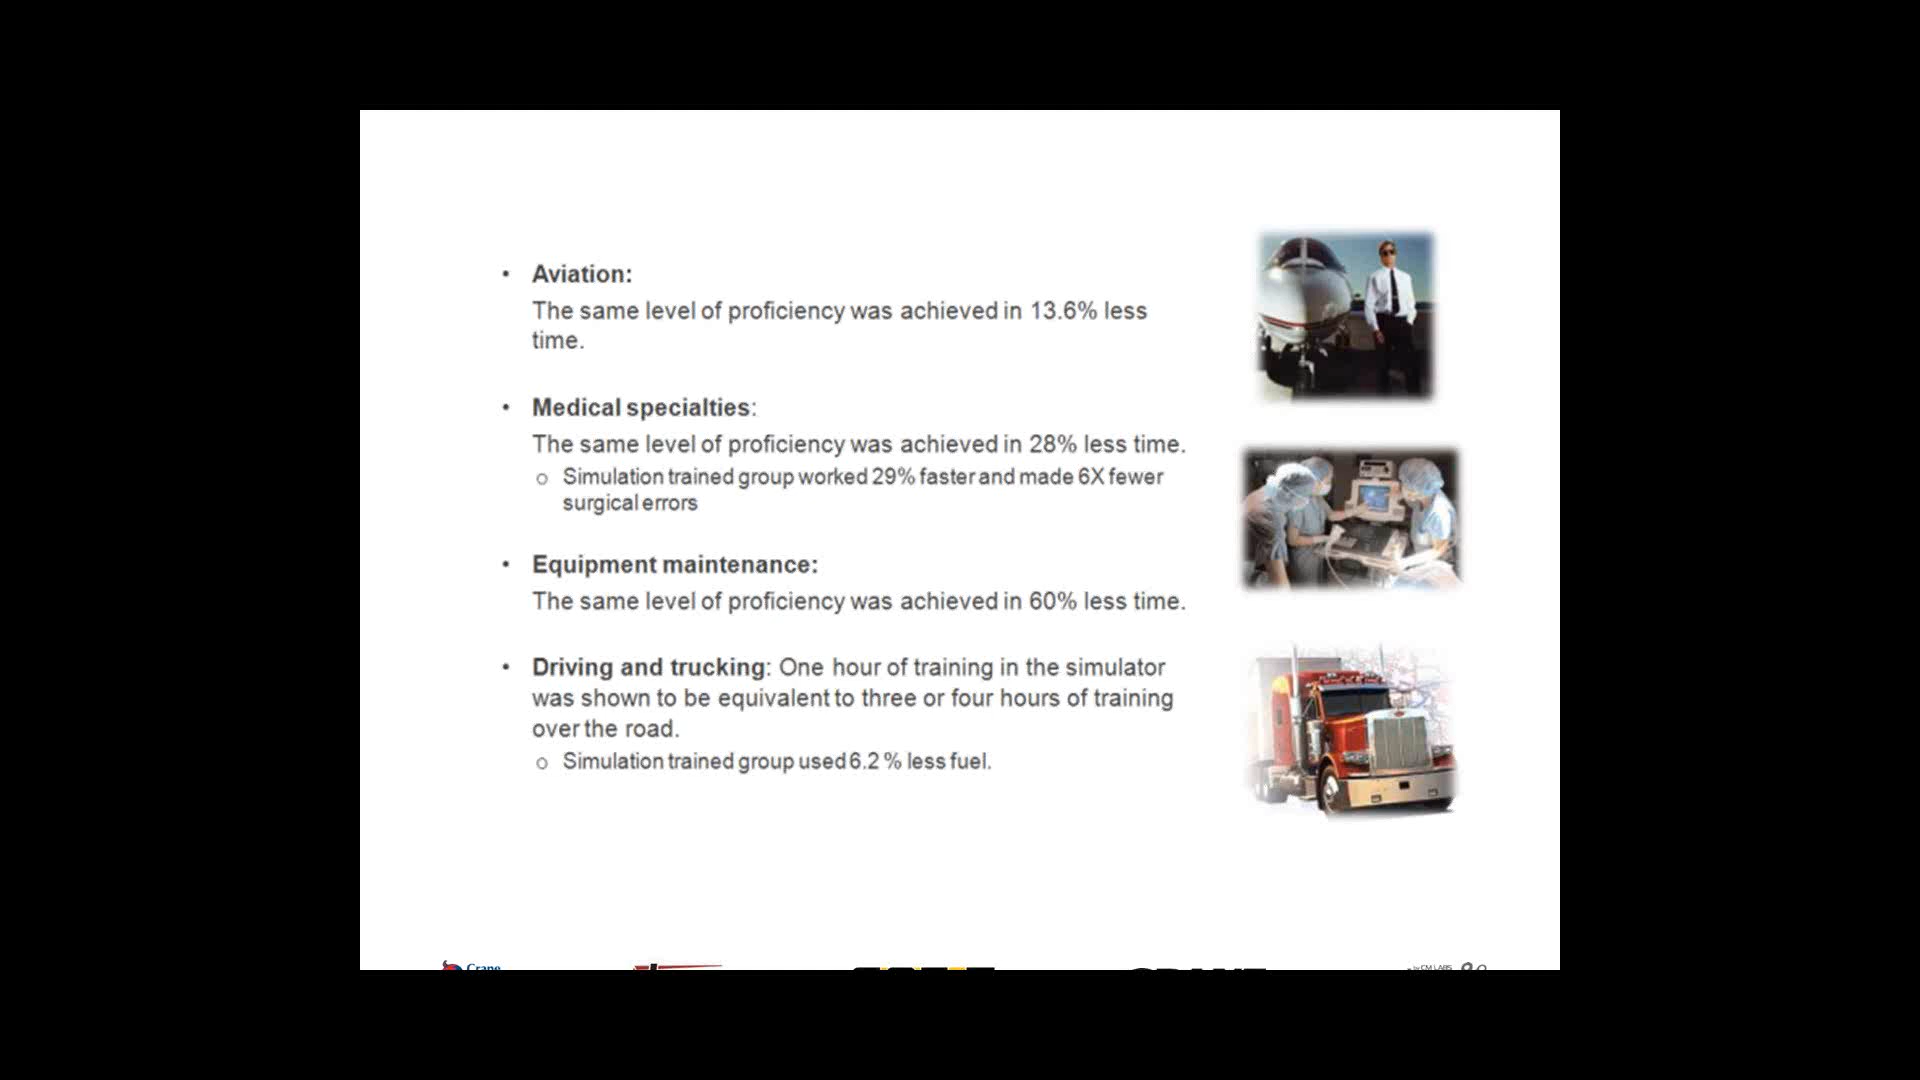 • Aviation:
The same level of proficiency was achieved in 13.6% less
time.
• Medical specialties:
The same level of proficiency was achieved in 28% less time.
o Simulation trained group worked 29% faster and made 6X fewer
surgical errors
• Equipment maintenance:
The same level of proficiency was achieved in 60% less time.
• Driving and trucking: One hour of training in the simulator
was shown to be equivalent to three or four hours of training
over the road.
o Simulation trained group used 6.2 % less fuel.
Crane
by CM LABS